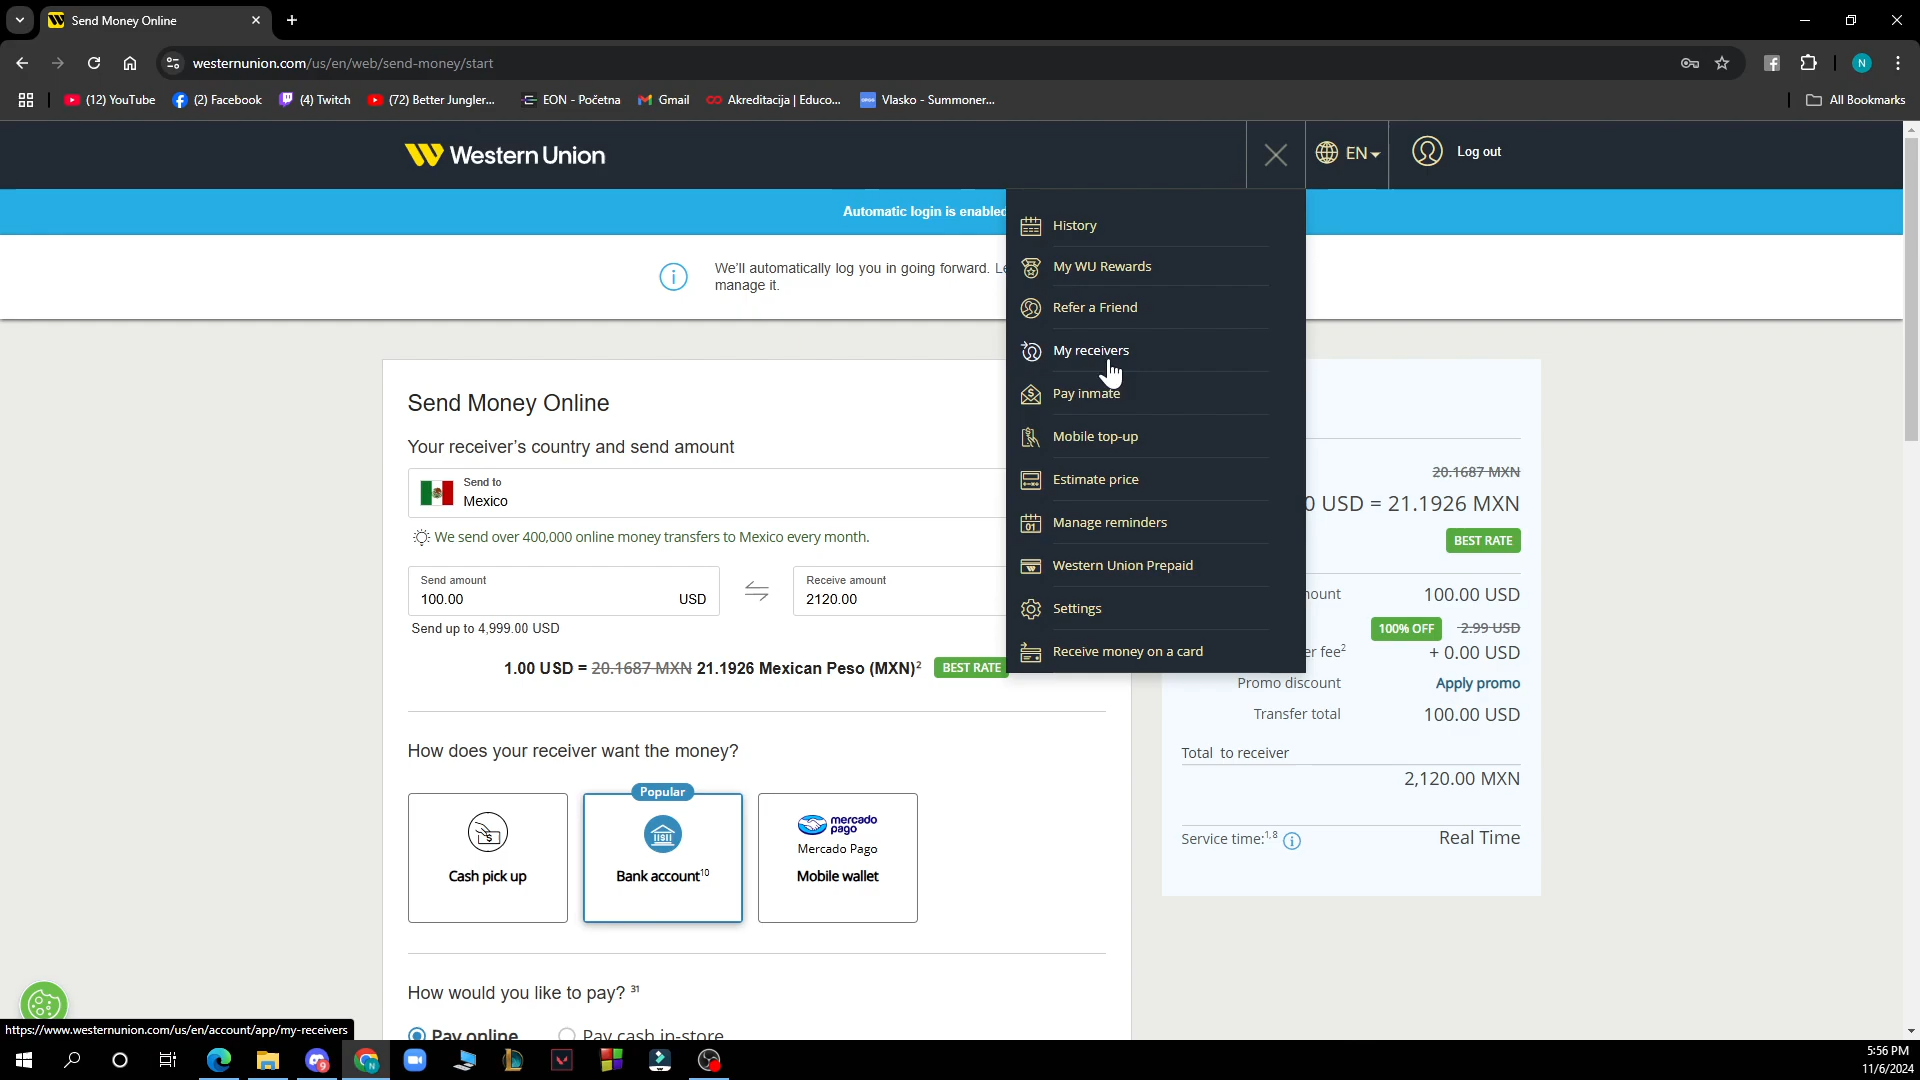 Send Money Online
westernunion.com/us/en/web/send-money/start
(12) YouTube
(2) Facebook
(4) Twitch
(72) Better Jungler...
EON - Početna
Gmail
Akreditacija | Educo...
Vlasko - Summoner...
All Bookmarks
Western Union
EN
Log out
Automatic login is enabled
We'll automatically log you in going forward.
manage it.
History
My WU Rewards
Refer a Friend
My receivers
Pay inmate
Mobile top-up
Estimate price
Manage reminders
Western Union Prepaid
Settings
Receive money on a card
Send Money Online
Your receiver's country and send amount
Send to
Mexico
We send over 400,000 online money transfers to Mexico every month.
Send amount
100.00 USD
Receive amount
2120.00
Send up to 4,999.00 USD
1.00 USD = 20.1687 MXN 21.1926 Mexican Peso (MXN)2 BEST RATE
How does your receiver want the money?
Cash pick up
Popular
Bank account10
mercado
pago
Mercado Pago
Mobile wallet
How would you like to pay? 31
Pay online
Pay cash in-store
20.1687 MXN
0 USD = 21.1926 MXN
BEST RATE
100.00 USD
100% OFF 2.99 USD
er fee2 + 0.00 USD
Promo discount Apply promo
Transfer total 100.00 USD
Total to receiver
2,120.00 MXN
Service time:1,8 Real Time
https://www.westernunion.com/us/en/account/app/my-receivers
5:56 PM
11/6/2024